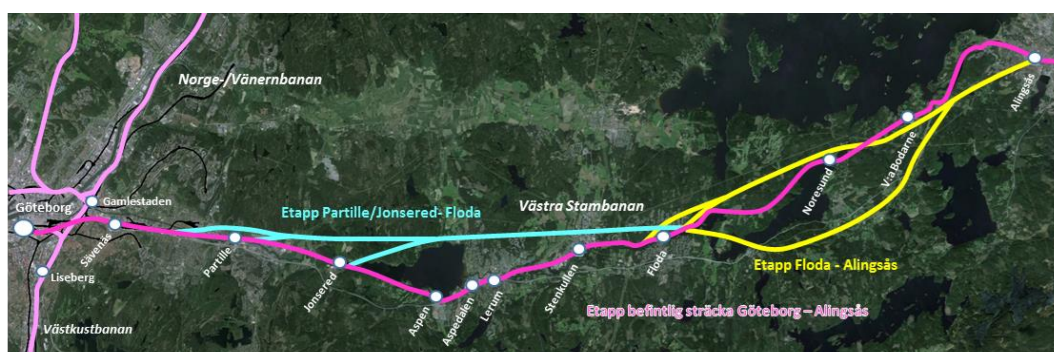 Norge-/Vänernbanan
Alingsås
V:a Bodarne
Noresund
Göteborg
Gamlestaden
Etapp Partille/Jonsered- Floda
Västra Stambanan
Sävenäs
Partille
Jonsered
Liseberg
Aspen
Aspedalen
Lerum
Stenkullen
Floda
Etapp Floda - Alingsås
Etapp befintlig sträcka Göteborg – Alingsås
Västkustbanan